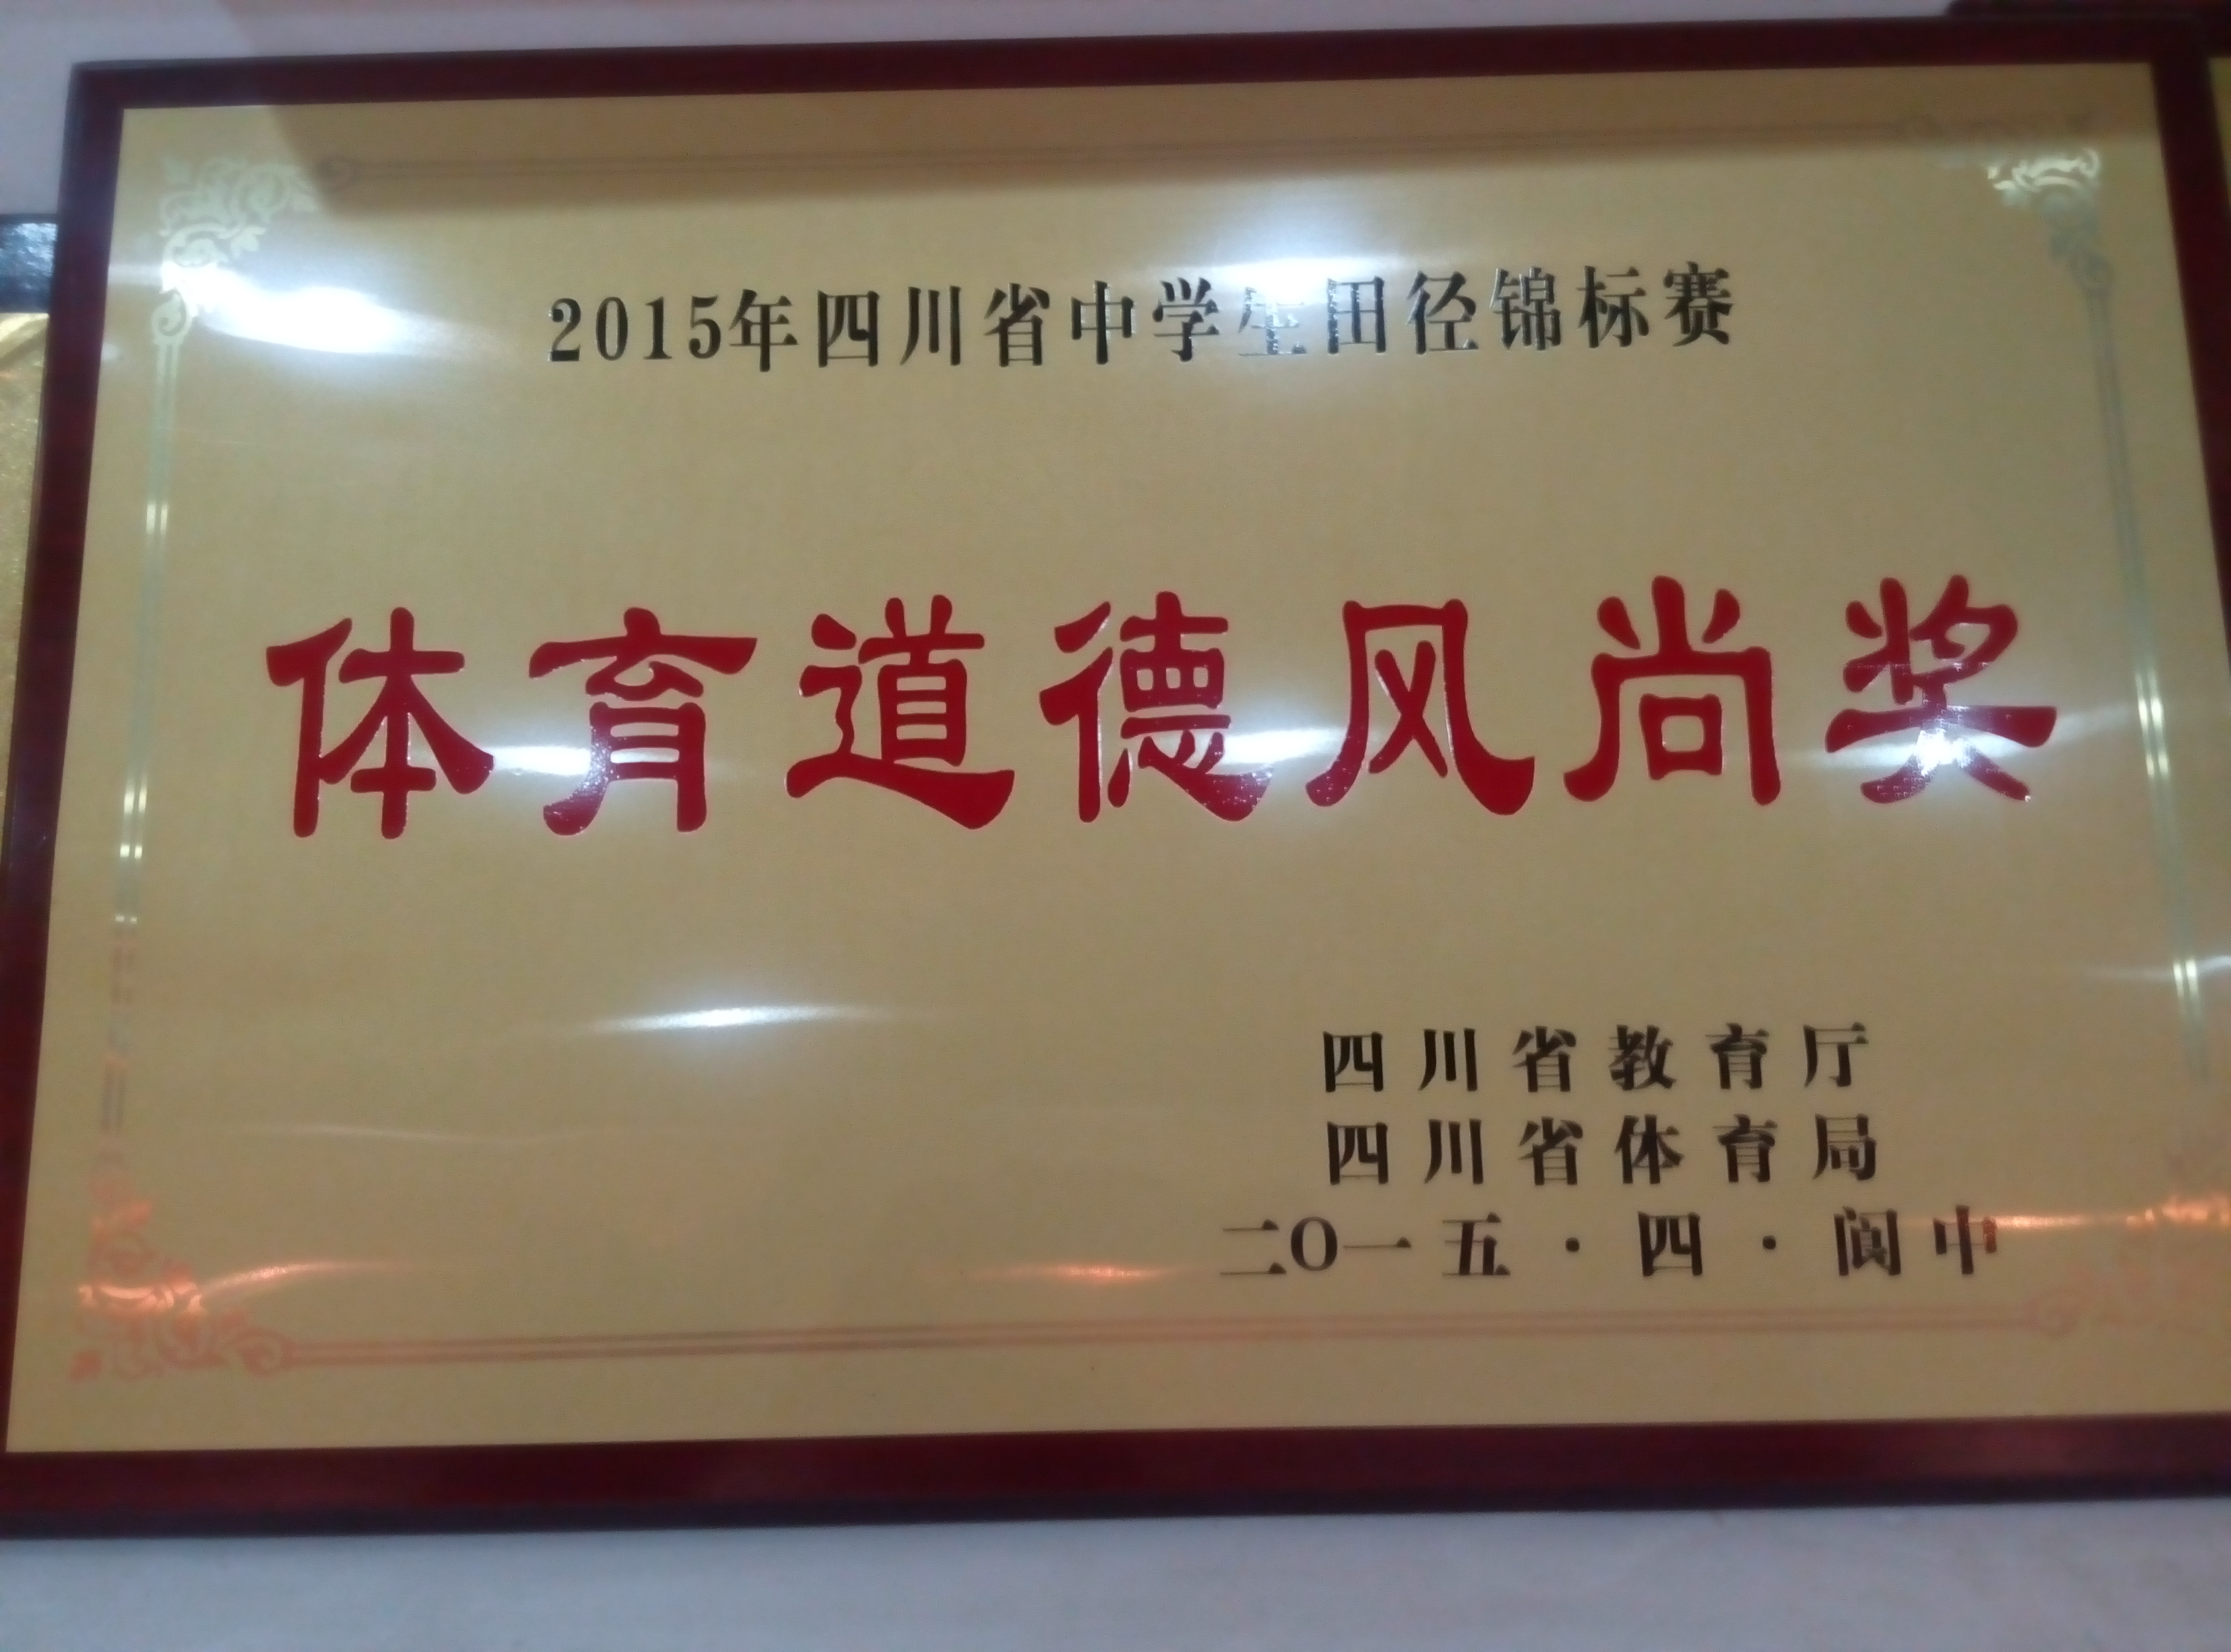 2015年四川省中学生田径锦标赛
体育道德风尚奖
四川省教育厅
四川省体育局
二O一五·四·阆中